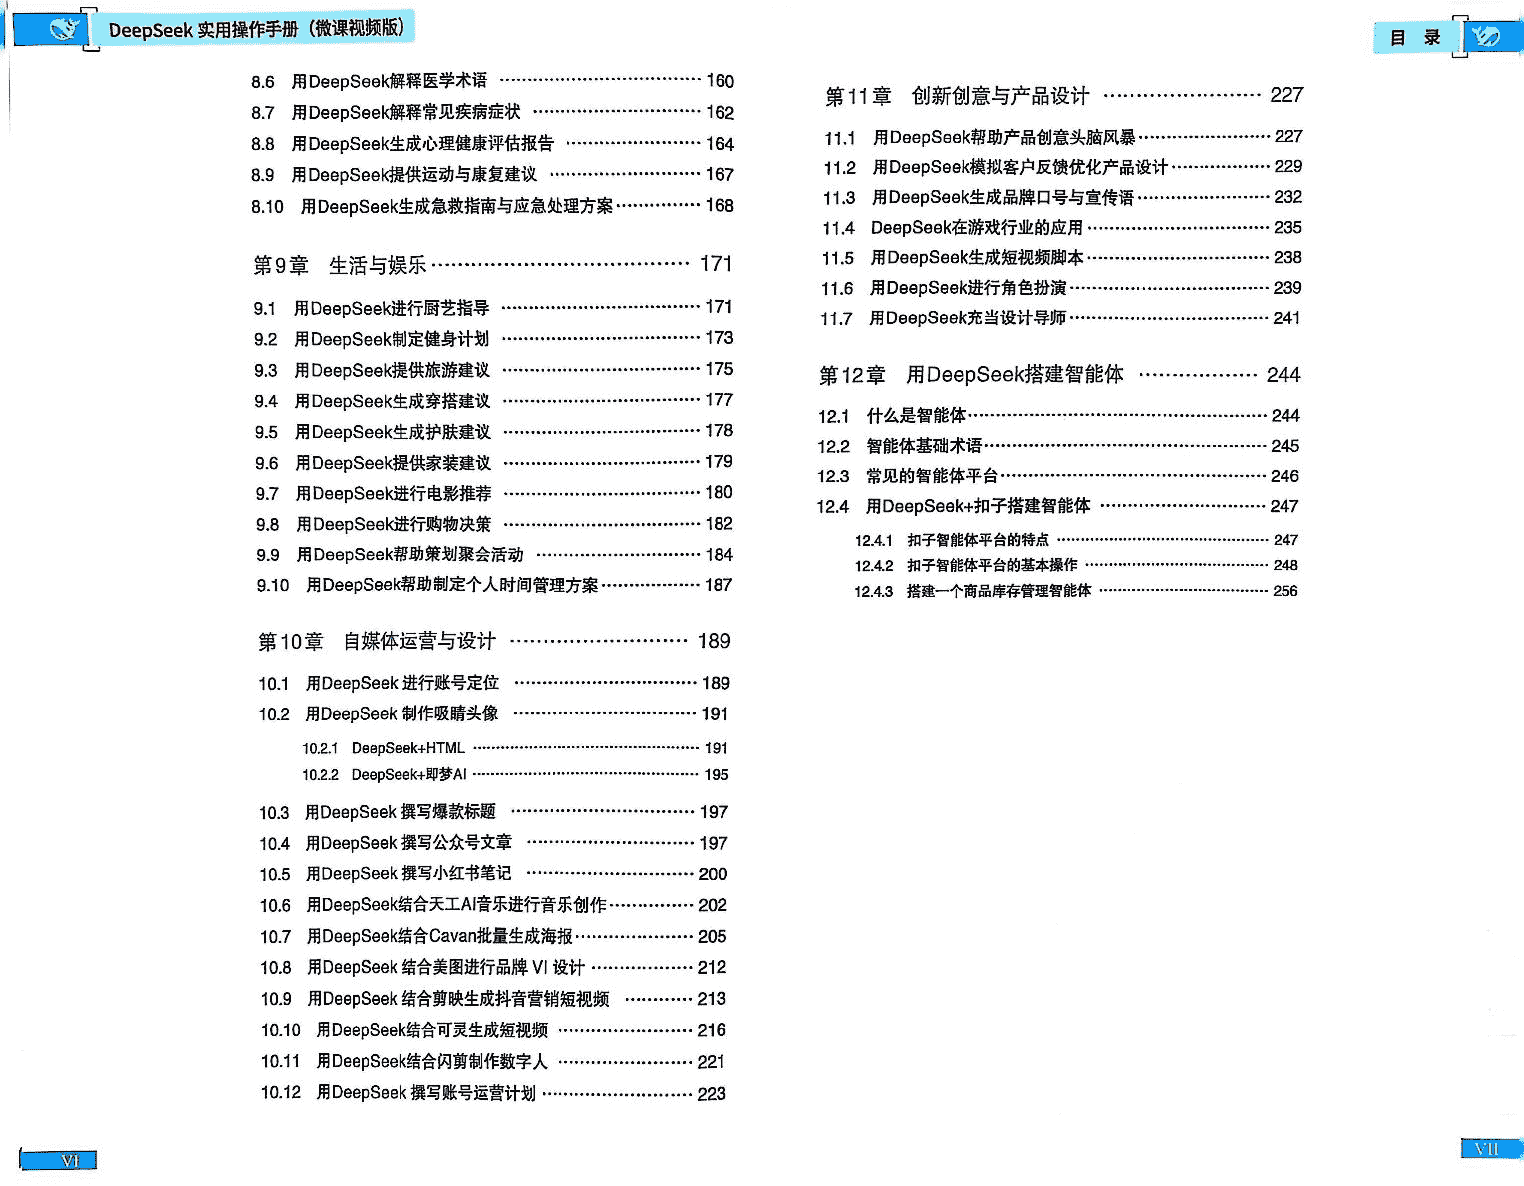 DeepSeek 实用操作手册（微课视频版）
8.6 用DeepSeek解释医学术语 …… 160
8.7 用DeepSeek解释常见疾病症状 …… 162
8.8 用DeepSeek生成心理健康评估报告 …… 164
8.9 用DeepSeek提供运动与康复建议 …… 167
8.10 用DeepSeek生成急救指南与应急处理方案 …… 168
第9章 生活与娱乐 …… 171
9.1 用DeepSeek进行厨艺指导 …… 171
9.2 用DeepSeek制定健身计划 …… 173
9.3 用DeepSeek提供旅游建议 …… 175
9.4 用DeepSeek生成穿搭建议 …… 177
9.5 用DeepSeek生成护肤建议 …… 178
9.6 用DeepSeek提供家装建议 …… 179
9.7 用DeepSeek进行电影推荐 …… 180
9.8 用DeepSeek进行购物决策 …… 182
9.9 用DeepSeek帮助策划聚会活动 …… 184
9.10 用DeepSeek帮助制定个人时间管理方案 …… 187
第10章 自媒体运营与设计 …… 189
10.1 用DeepSeek 进行账号定位 …… 189
10.2 用DeepSeek 制作吸睛头像 …… 191
10.2.1 DeepSeek+HTML …… 191
10.2.2 DeepSeek+即梦AI …… 195
10.3 用DeepSeek 撰写爆款标题 …… 197
10.4 用DeepSeek 撰写公众号文章 …… 197
10.5 用DeepSeek 撰写小红书笔记 …… 200
10.6 用DeepSeek结合天工AI音乐进行音乐创作 …… 202
10.7 用DeepSeek结合Cavan批量生成海报 …… 205
10.8 用DeepSeek 结合美图进行品牌 VI 设计 …… 212
10.9 用DeepSeek 结合剪映生成抖音营销短视频 …… 213
10.10 用DeepSeek结合可灵生成短视频 …… 216
10.11 用DeepSeek结合闪剪制作数字人 …… 221
10.12 用DeepSeek 撰写账号运营计划 …… 223
VI
目 录
第11章 创新创意与产品设计 …… 227
11.1 用DeepSeek帮助产品创意头脑风暴 …… 227
11.2 用DeepSeek模拟客户反馈优化产品设计 …… 229
11.3 用DeepSeek生成品牌口号与宣传语 …… 232
11.4 DeepSeek在游戏行业的应用 …… 235
11.5 用DeepSeek生成短视频脚本 …… 238
11.6 用DeepSeek进行角色扮演 …… 239
11.7 用DeepSeek充当设计导师 …… 241
第12章 用DeepSeek搭建智能体 …… 244
12.1 什么是智能体 …… 244
12.2 智能体基础术语 …… 245
12.3 常见的智能体平台 …… 246
12.4 用DeepSeek+扣子搭建智能体 …… 247
12.4.1 扣子智能体平台的特点 …… 247
12.4.2 扣子智能体平台的基本操作 …… 248
12.4.3 搭建一个商品库存管理智能体 …… 256
VII